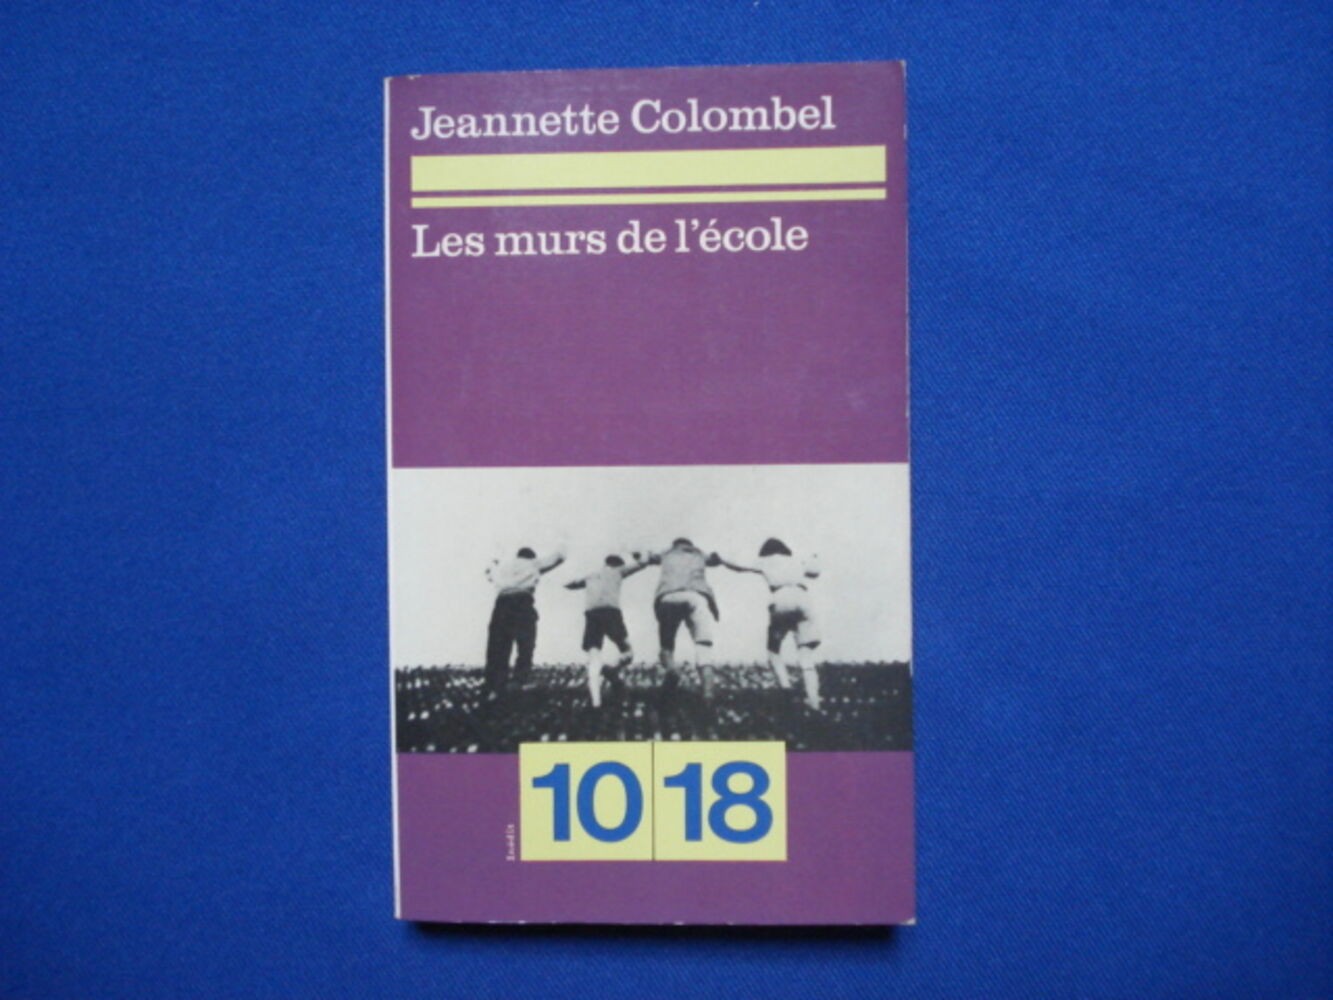 Jeannette Colombel
Les murs de l'école
Inédit
10 18